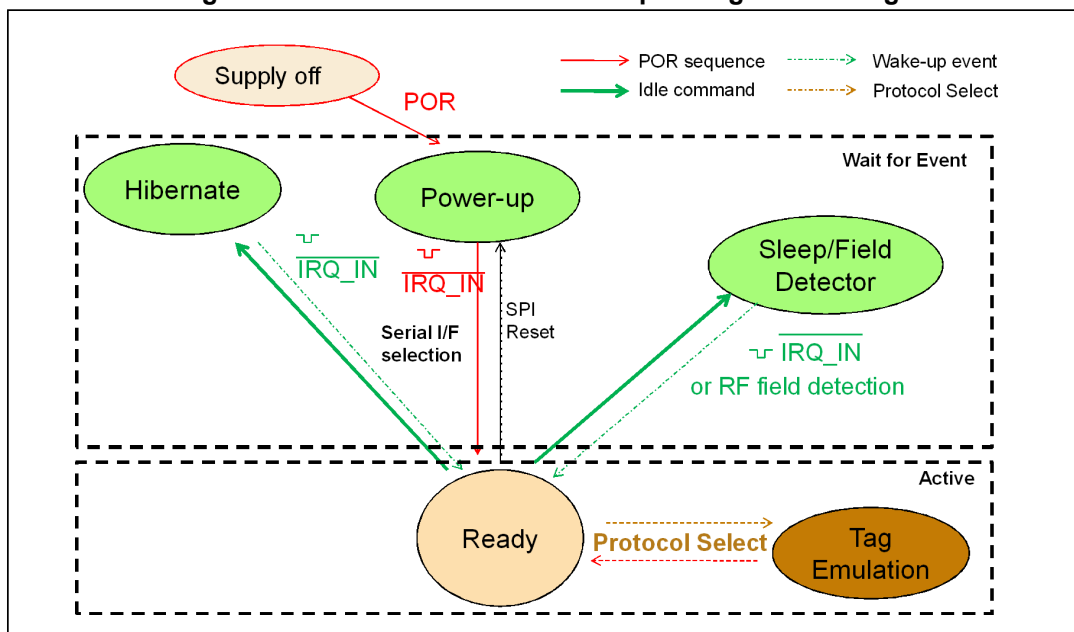 Supply off
POR
POR sequence
Idle command
Wake-up event
Protocol Select
Wait for Event
Hibernate
Power-up
Sleep/Field
Detector
IRQ_IN
IRQ_IN
Serial I/F
selection
SPI
Reset
IRQ_IN
or RF field detection
Active
Ready
Protocol Select
Tag
Emulation